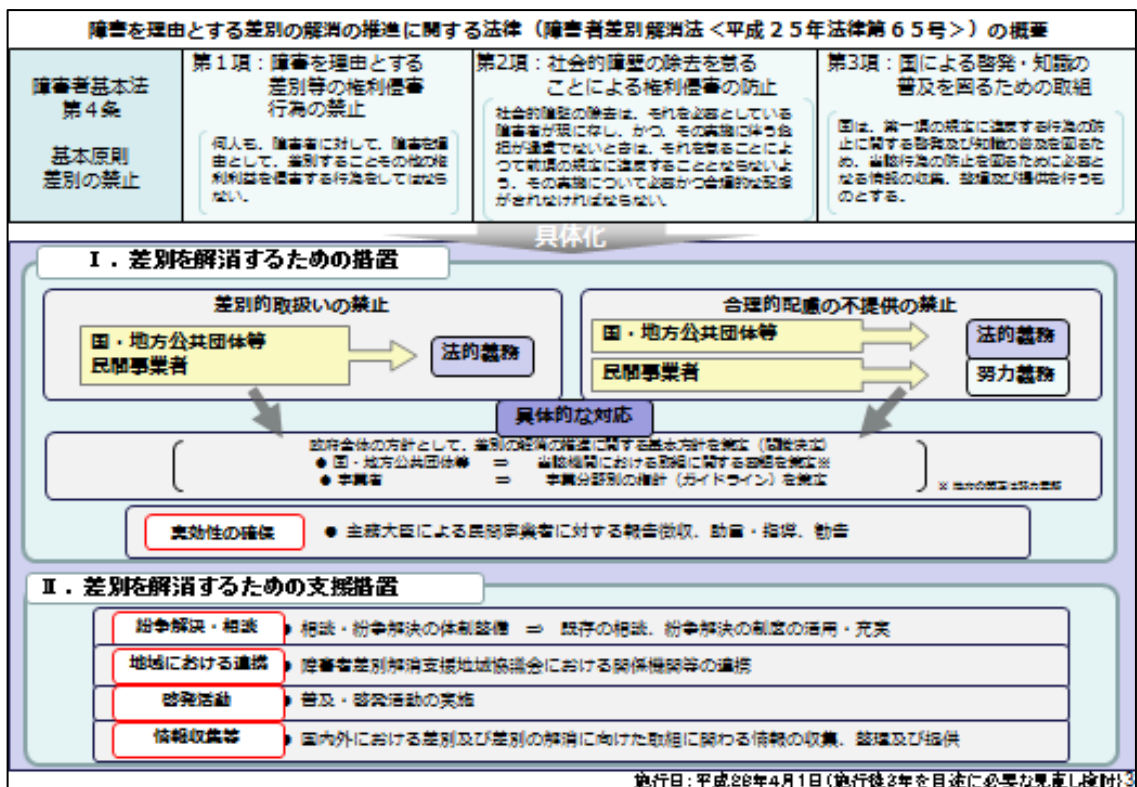 障害を理由とする差別の解消の推進に関する法律（障害者差別解消法<平成２５年法律第６５号>）の概要
障害者基本法
第４条
基本原則
差別の禁止
第１項：障害を理由とする
差別等の権利侵害
行為の禁止
何人も、障害者に対して、障害を理
由として、差別することその他の権
利利益を侵害する行為をしてはなら
ない。
第2項：社会的障壁の除去を怠る
ことによる権利侵害の防止
社会的障壁の除去は、それを必要としている
障害者が現に存し、かつ、その実施に伴う負
担が過重でないときは、それを怠ることによ
つて前項の規定に違反することとならないよ
う、その実施について必要かつ合理的な配慮
がされなければならない。
第3項：国による啓発・知識の
普及を図るための取組
国は、第一項の規定に違反する行為の防
止に関する啓発及び知識の普及を図るた
め、当該行為の防止を図るために必要と
なる情報の収集、整理及び提供を行うも
のとする。
具体化
Ⅰ．差別を解消するための措置
差別的取扱いの禁止
国・地方公共団体等
民間事業者
法的義務
合理的配慮の不提供の禁止
国・地方公共団体等
法的義務
民間事業者
努力義務
具体的な対応
政府全体の方針として、差別の解消の推進に関する基本方針を策定（閣議決定）
● 国・地方公共団体等 ⇒ 当該機関における取組に関する要領を策定※
● 事業者 ⇒ 事業分野別の指針（ガイドライン）を策定
実効性の確保
● 主務大臣による民間事業者に対する報告徴収、助言・指導、勧告
Ⅱ．差別を解消するための支援措置
紛争解決・相談
● 相談・紛争解決の体制整備 ⇒ 既存の相談、紛争解決の制度の活用・充実
地域における連携
● 障害者差別解消支援地域協議会における関係機関等の連携
啓発活動
● 普及・啓発活動の実施
情報収集等
● 国内外における差別及び差別の解消に向けた取組に関わる情報の収集、整理及び提供
施行日：平成28年4月1日（施行後3年を目途に必要な見直し検討）3